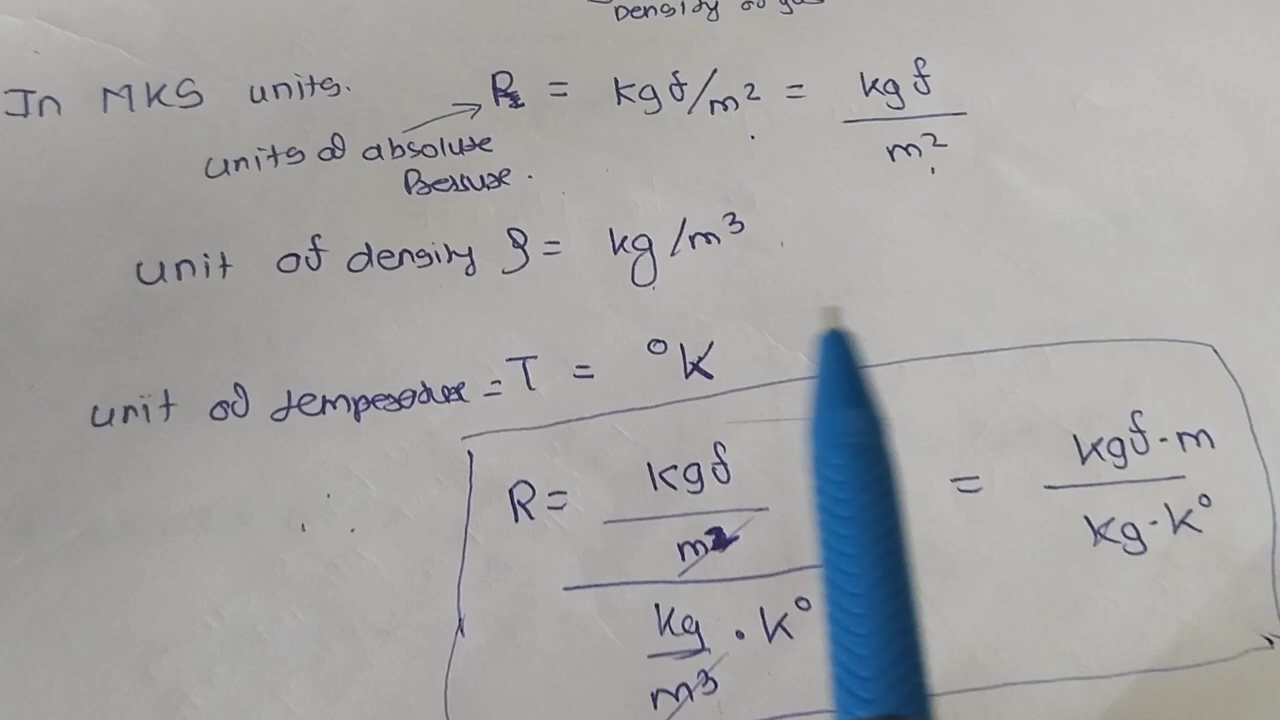 Density of gas
In MKS units. P = kgf/m² = kgf/m²
units of absolute
Pressure.
unit of density ρ = kg/m³
unit of temperature = T = °K
R = kgf/m² / kg/m³ · k° = kgf·m / kg·k°